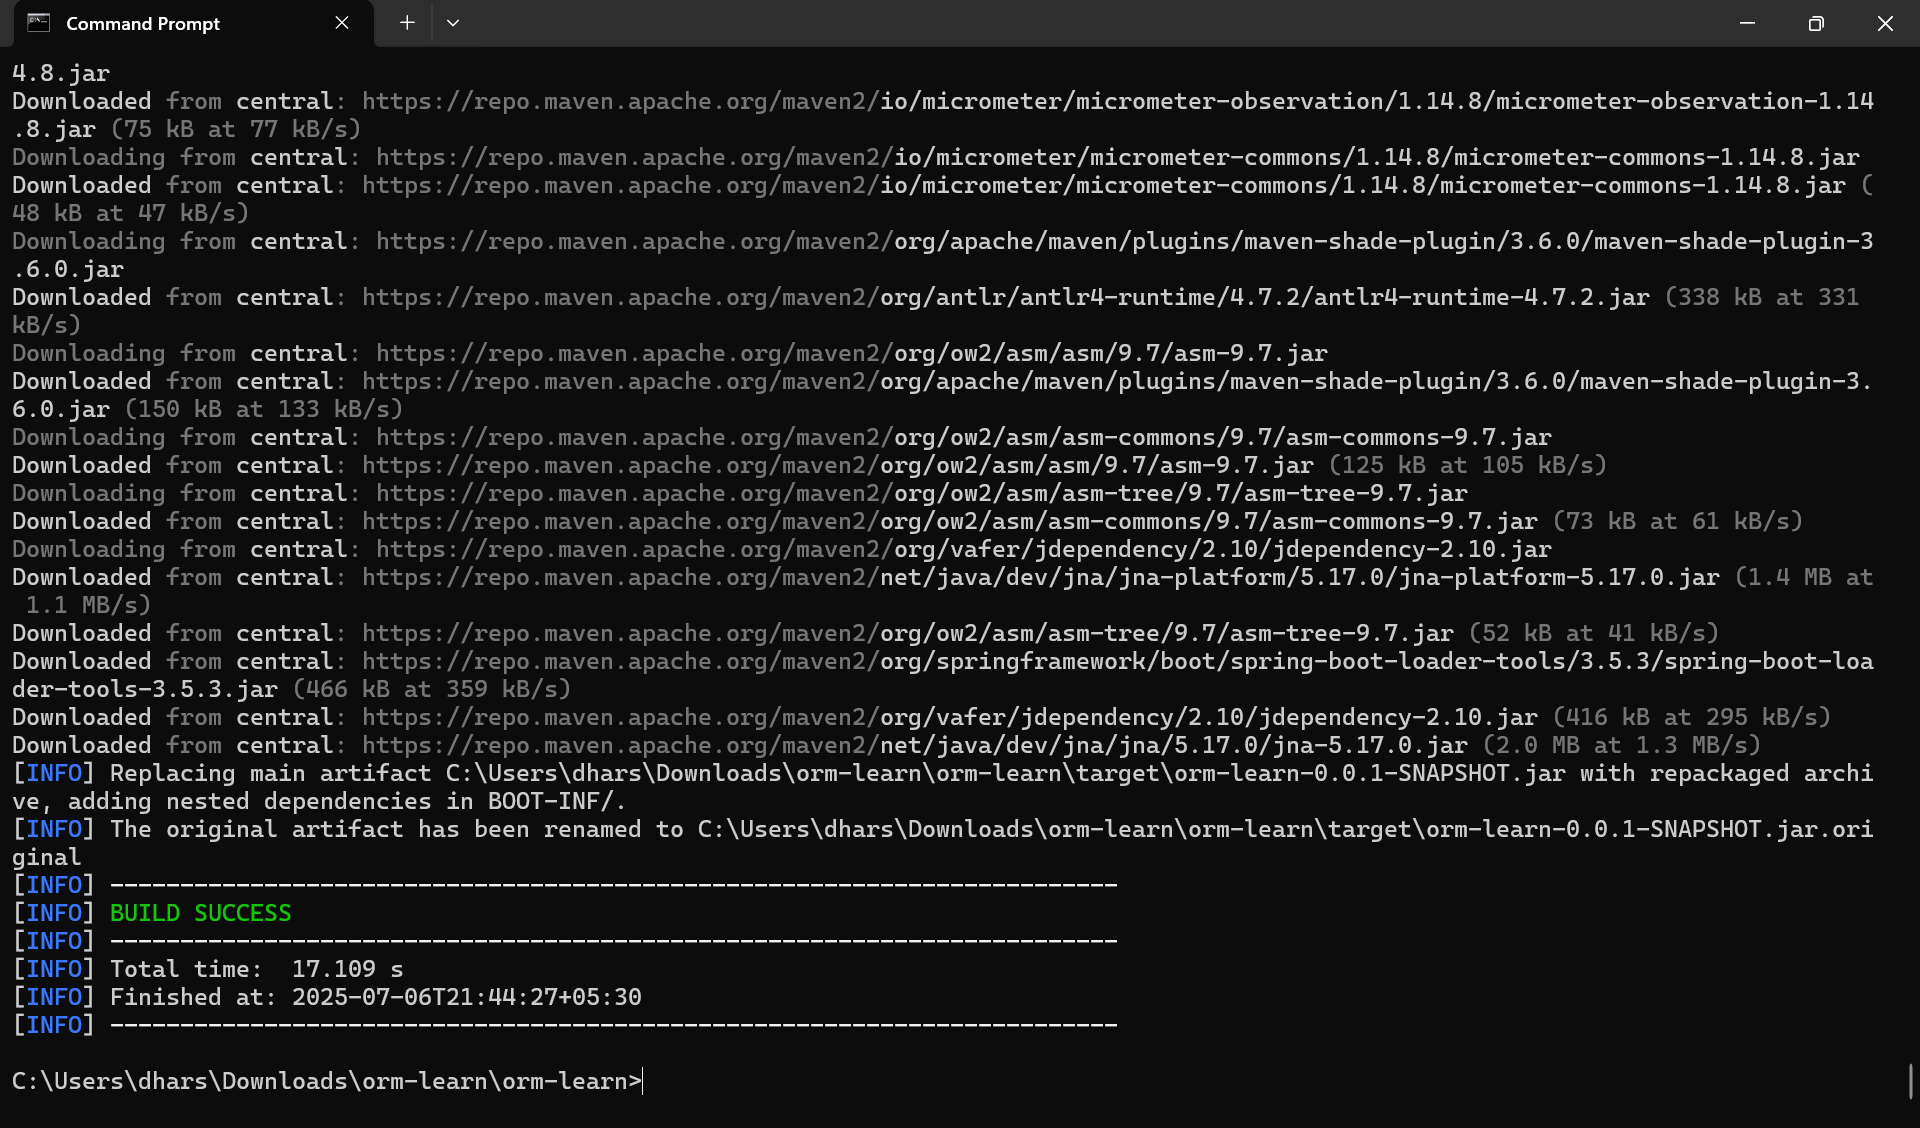 Command Prompt
4.8.jar
Downloaded from central: https://repo.maven.apache.org/maven2/io/micrometer/micrometer-observation/1.14.8/micrometer-observation-1.14
.8.jar (75 kB at 77 kB/s)
Downloading from central: https://repo.maven.apache.org/maven2/io/micrometer/micrometer-commons/1.14.8/micrometer-commons-1.14.8.jar
Downloaded from central: https://repo.maven.apache.org/maven2/io/micrometer/micrometer-commons/1.14.8/micrometer-commons-1.14.8.jar (
48 kB at 47 kB/s)
Downloading from central: https://repo.maven.apache.org/maven2/org/apache/maven/plugins/maven-shade-plugin/3.6.0/maven-shade-plugin-3
.6.0.jar
Downloaded from central: https://repo.maven.apache.org/maven2/org/antlr/antlr4-runtime/4.7.2/antlr4-runtime-4.7.2.jar (338 kB at 331
kB/s)
Downloading from central: https://repo.maven.apache.org/maven2/org/ow2/asm/asm/9.7/asm-9.7.jar
Downloaded from central: https://repo.maven.apache.org/maven2/org/apache/maven/plugins/maven-shade-plugin/3.6.0/maven-shade-plugin-3.
6.0.jar (150 kB at 133 kB/s)
Downloading from central: https://repo.maven.apache.org/maven2/org/ow2/asm/asm-commons/9.7/asm-commons-9.7.jar
Downloaded from central: https://repo.maven.apache.org/maven2/org/ow2/asm/asm/9.7/asm-9.7.jar (125 kB at 105 kB/s)
Downloading from central: https://repo.maven.apache.org/maven2/org/ow2/asm/asm-tree/9.7/asm-tree-9.7.jar
Downloaded from central: https://repo.maven.apache.org/maven2/org/ow2/asm/asm-commons/9.7/asm-commons-9.7.jar (73 kB at 61 kB/s)
Downloading from central: https://repo.maven.apache.org/maven2/org/vafer/jdependency/2.10/jdependency-2.10.jar
Downloaded from central: https://repo.maven.apache.org/maven2/net/java/dev/jna/jna-platform/5.17.0/jna-platform-5.17.0.jar (1.4 MB at
 1.1 MB/s)
Downloaded from central: https://repo.maven.apache.org/maven2/org/ow2/asm/asm-tree/9.7/asm-tree-9.7.jar (52 kB at 41 kB/s)
Downloaded from central: https://repo.maven.apache.org/maven2/org/springframework/boot/spring-boot-loader-tools/3.5.3/spring-boot-loa
der-tools-3.5.3.jar (466 kB at 359 kB/s)
Downloaded from central: https://repo.maven.apache.org/maven2/org/vafer/jdependency/2.10/jdependency-2.10.jar (416 kB at 295 kB/s)
Downloaded from central: https://repo.maven.apache.org/maven2/net/java/dev/jna/jna/5.17.0/jna-5.17.0.jar (2.0 MB at 1.3 MB/s)
[INFO] Replacing main artifact C:\Users\dhars\Downloads\orm-learn\orm-learn\target\orm-learn-0.0.1-SNAPSHOT.jar with repackaged archi
ve, adding nested dependencies in BOOT-INF/.
[INFO] The original artifact has been renamed to C:\Users\dhars\Downloads\orm-learn\orm-learn\target\orm-learn-0.0.1-SNAPSHOT.jar.ori
ginal
[INFO] ------------------------------------------------------------------------
[INFO] BUILD SUCCESS
[INFO] ------------------------------------------------------------------------
[INFO] Total time:  17.109 s
[INFO] Finished at: 2025-07-06T21:44:27+05:30
[INFO] ------------------------------------------------------------------------
C:\Users\dhars\Downloads\orm-learn\orm-learn>